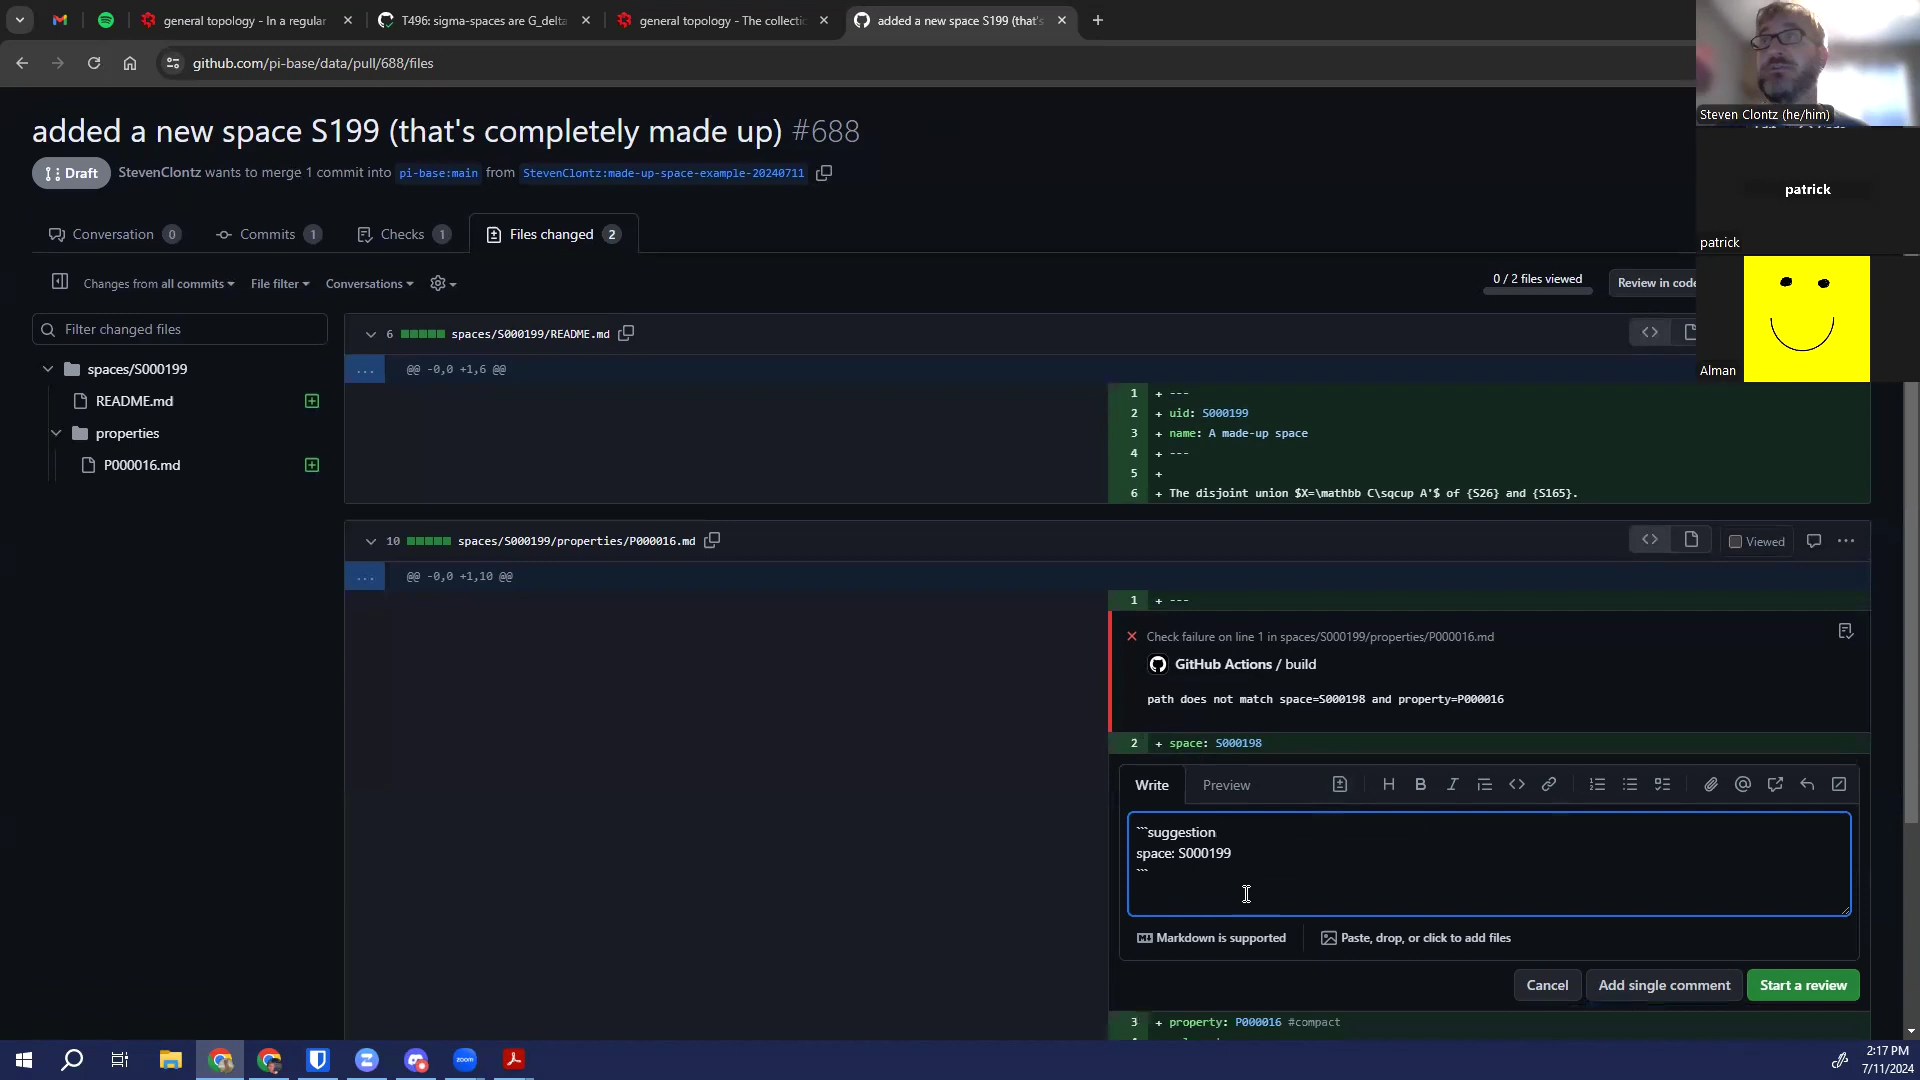 general topology - In a regular
T496: sigma-spaces are G_delta
general topology - The collectio
added a new space S199 (that's
github.com/pi-base/data/pull/688/files
Steven Clontz (he/him)
patrick
patrick
Alman
added a new space S199 (that's completely made up) #688
Draft
StevenClontz wants to merge 1 commit into pi-base:main from StevenClontz:made-up-space-example-20240711
Conversation 0
Commits 1
Checks 1
Files changed 2
Changes from all commits
File filter
Conversations
0 / 2 files viewed
Review in code
Filter changed files
spaces/S000199
README.md
properties
P000016.md
6 spaces/S000199/README.md
... @@ -0,0 +1,6 @@
1 + ---
2 + uid: S000199
3 + name: A made-up space
4 + ---
5 +
6 + The disjoint union $X=\mathbb C\sqcup A'$ of {S26} and {S165}.
10 spaces/S000199/properties/P000016.md
Viewed
... @@ -0,0 +1,10 @@
1 + ---
Check failure on line 1 in spaces/S000199/properties/P000016.md
GitHub Actions / build
path does not match space=S000198 and property=P000016
2 + space: S000198
Write
Preview
```suggestion
space: S000199
```
Markdown is supported
Paste, drop, or click to add files
Cancel
Add single comment
Start a review
3 + property: P000016 #compact
zoom
2:17 PM
7/11/2024